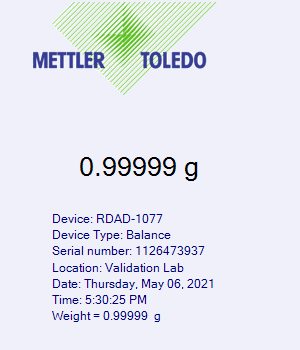 METTLER TOLEDO
0.99999 g
Device: RDAD-1077
Device Type: Balance
Serial number: 1126473937
Location: Validation Lab
Date: Thursday, May 06, 2021
Time: 5:30:25 PM
Weight = 0.99999 g